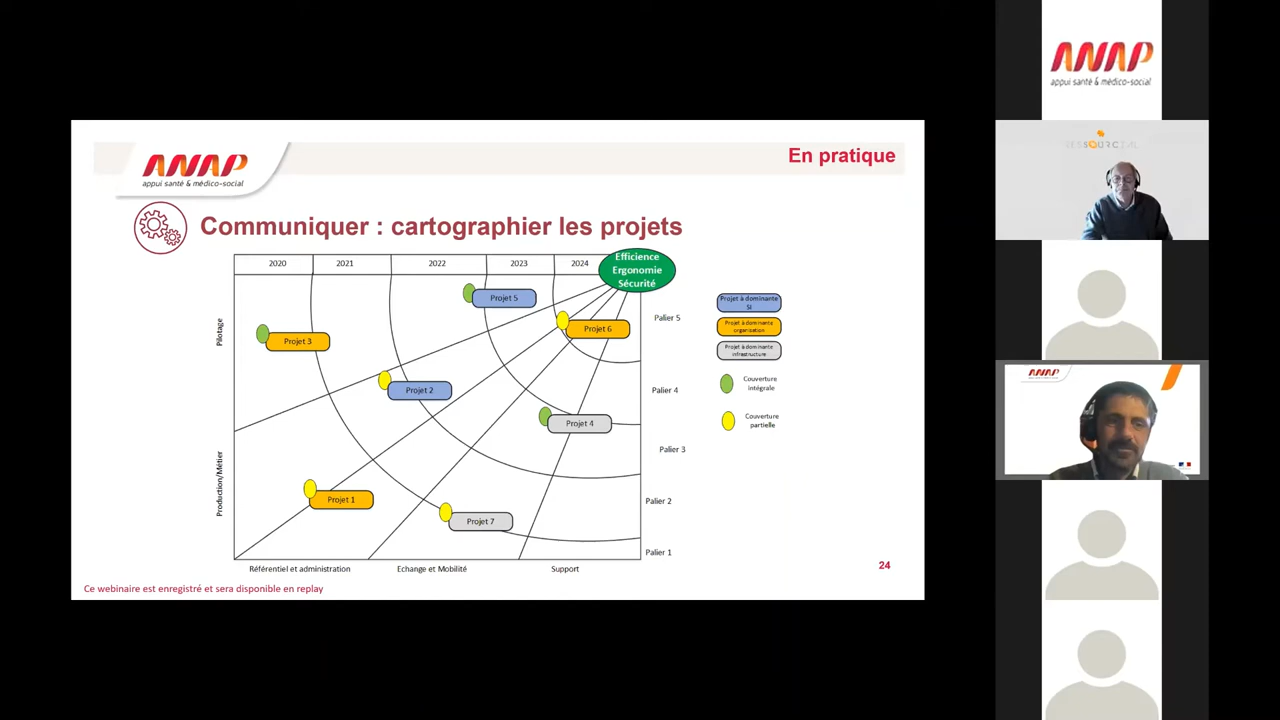 ANAP
appui santé & médico-social
En pratique
Communiquer : cartographier les projets
2020
2021
2022
2023
2024
Efficience
Ergonomie
Sécurité
Pilotage
Production/Métier
Projet 5
Projet 6
Projet 3
Projet 2
Projet 4
Projet 1
Projet 7
Palier 5
Palier 4
Palier 3
Palier 2
Palier 1
Référentiel et administration
Echange et Mobilité
Support
Projet à dominante
SI
Projet à dominante
organisation
Projet à dominante
infrastructure
Couverture
intégrale
Couverture
partielle
24
Ce webinaire est enregistré et sera disponible en replay
ANAP
appui santé & médico-social
ANAP